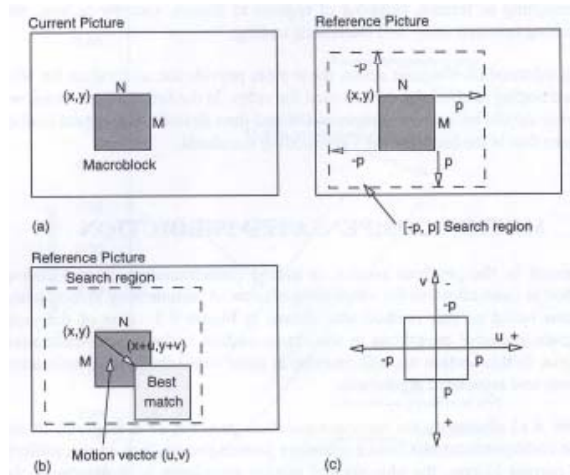 Current Picture
N
(x,y)
M
Macroblock
(a)
Reference Picture
-p
N
(x,y)
p
M
-p
p
[-p, p] Search region
Reference Picture
Search region
N
(x,y)
(x+u,y+v)
M
Best
match
Motion vector (u,v)
(b)
v
-p
u +
-p
p
p
+
(c)